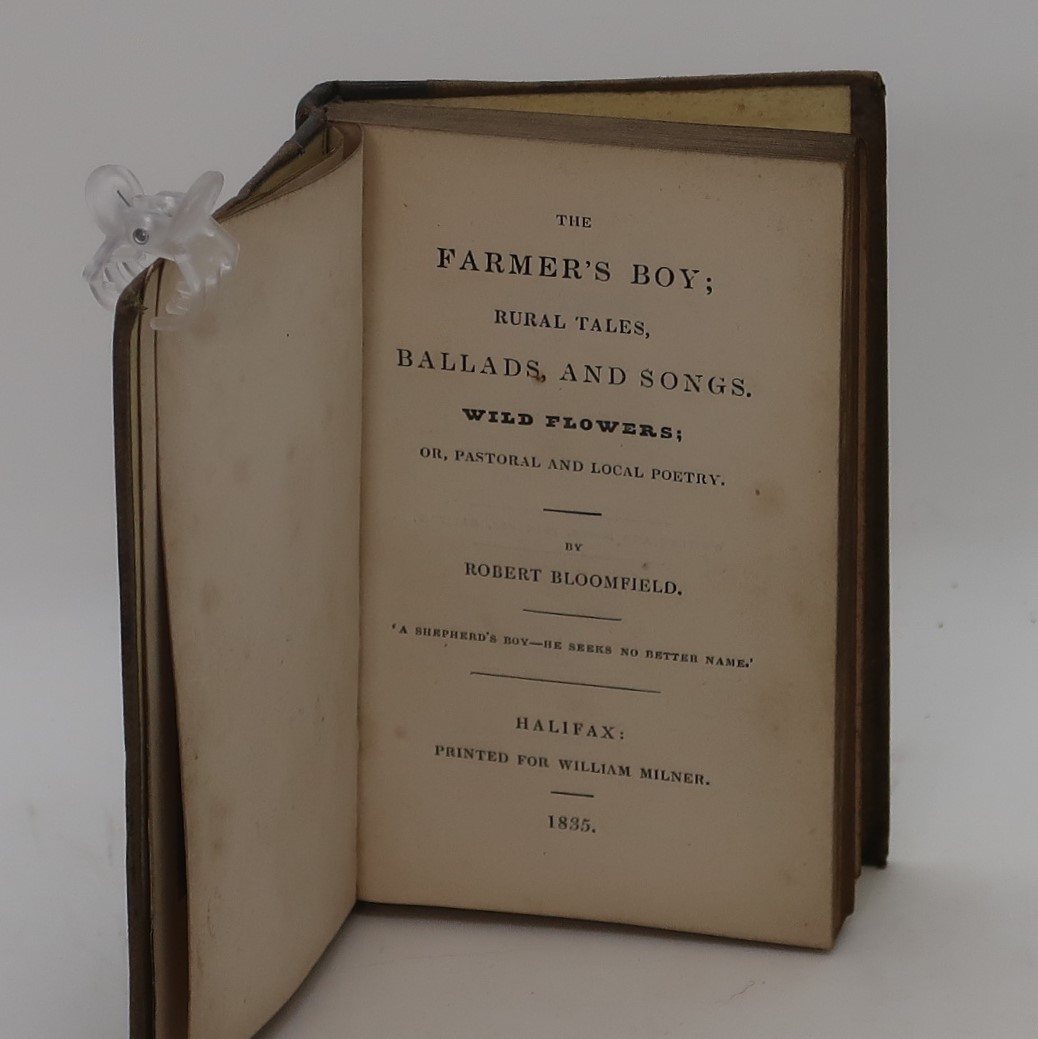 THE
FARMER'S BOY;
RURAL TALES,
BALLADS, AND SONGS.
WILD FLOWERS;
OR, PASTORAL AND LOCAL POETRY.
BY
ROBERT BLOOMFIELD.
'A SHEPHERD'S BOY—HE SEEKS NO BETTER NAME.'
HALIFAX:
PRINTED FOR WILLIAM MILNER.
1835.